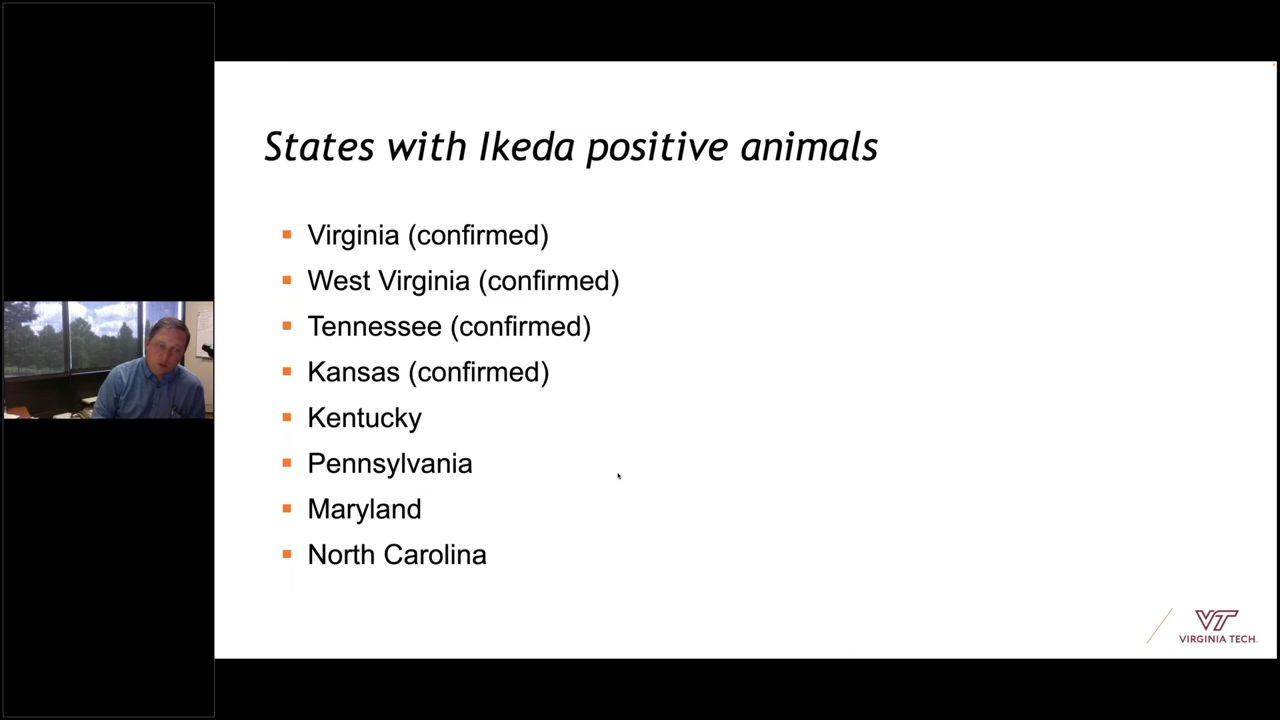 States with Ikeda positive animals
Virginia (confirmed)
West Virginia (confirmed)
Tennessee (confirmed)
Kansas (confirmed)
Kentucky
Pennsylvania
Maryland
North Carolina
VT
VIRGINIA TECH.